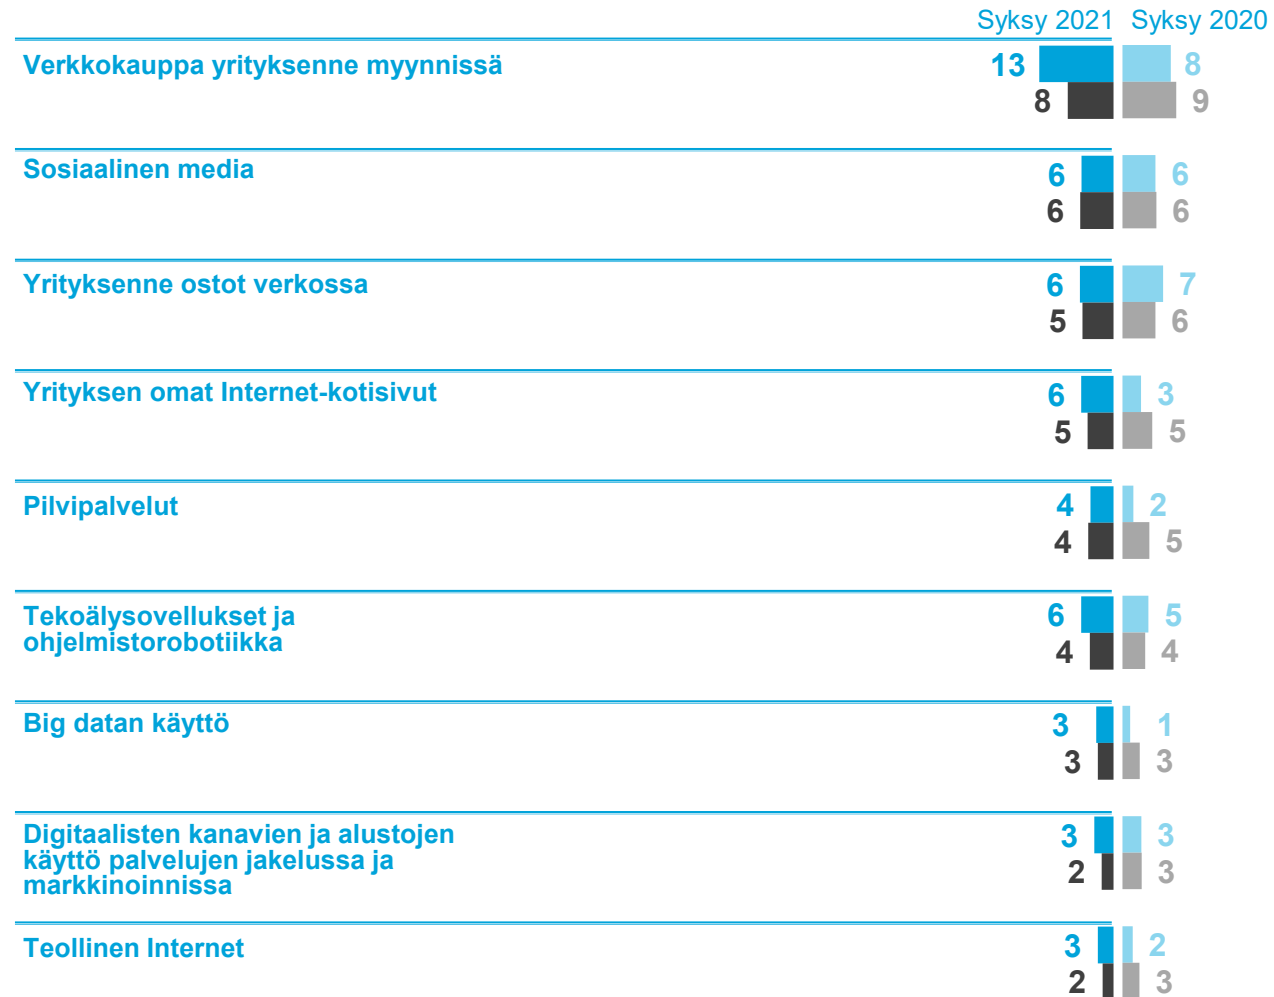 Syksy 2021 Syksy 2020
Verkkokauppa yrityksenne myynnissä
13 8
8 9
Sosiaalinen media
6 6
6 6
Yrityksenne ostot verkossa
6 7
5 6
Yrityksen omat Internet-kotisivut
6 3
5 5
Pilvipalvelut
4 2
4 5
Tekoälysovellukset ja
ohjelmistorobotiikka
6 5
4 4
Big datan käyttö
3 1
3 3
Digitaalisten kanavien ja alustojen
käyttö palvelujen jakelussa ja
markkinoinnissa
3 3
2 3
Teollinen Internet
3 2
2 3